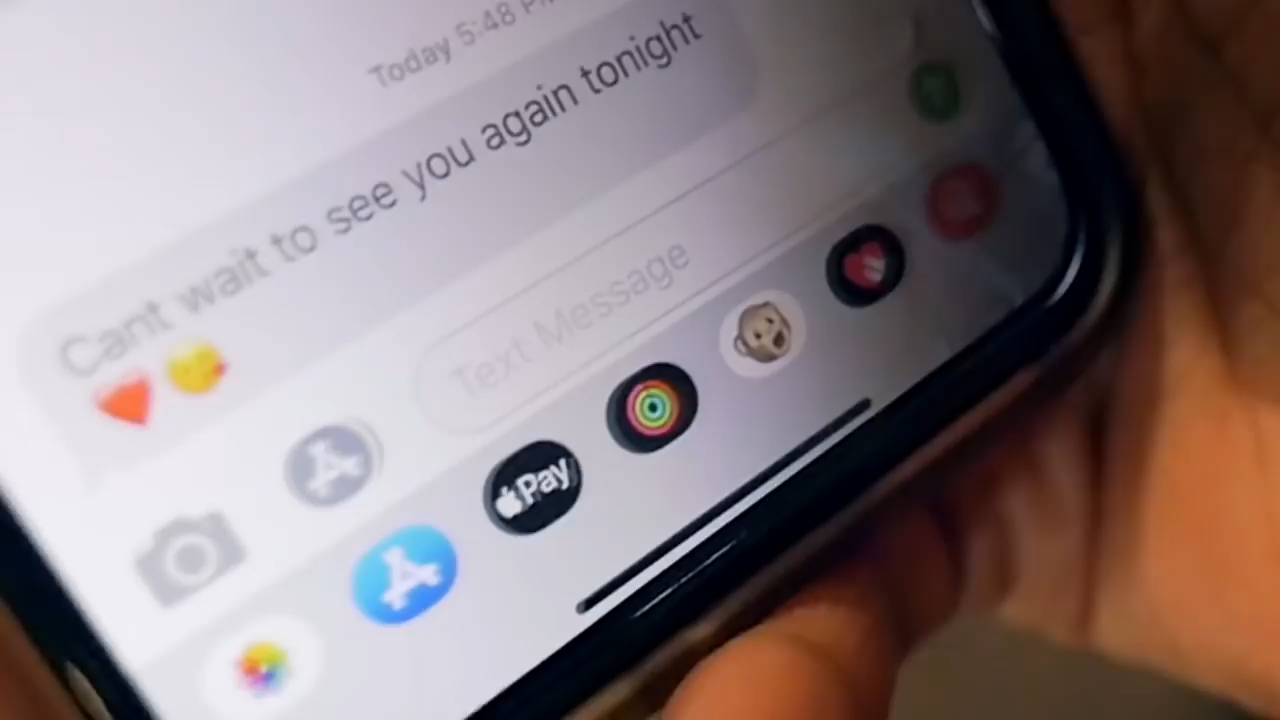 Today 5:48 P
Cant wait to see you again tonight
❤️ 😘
Text Message
Pay